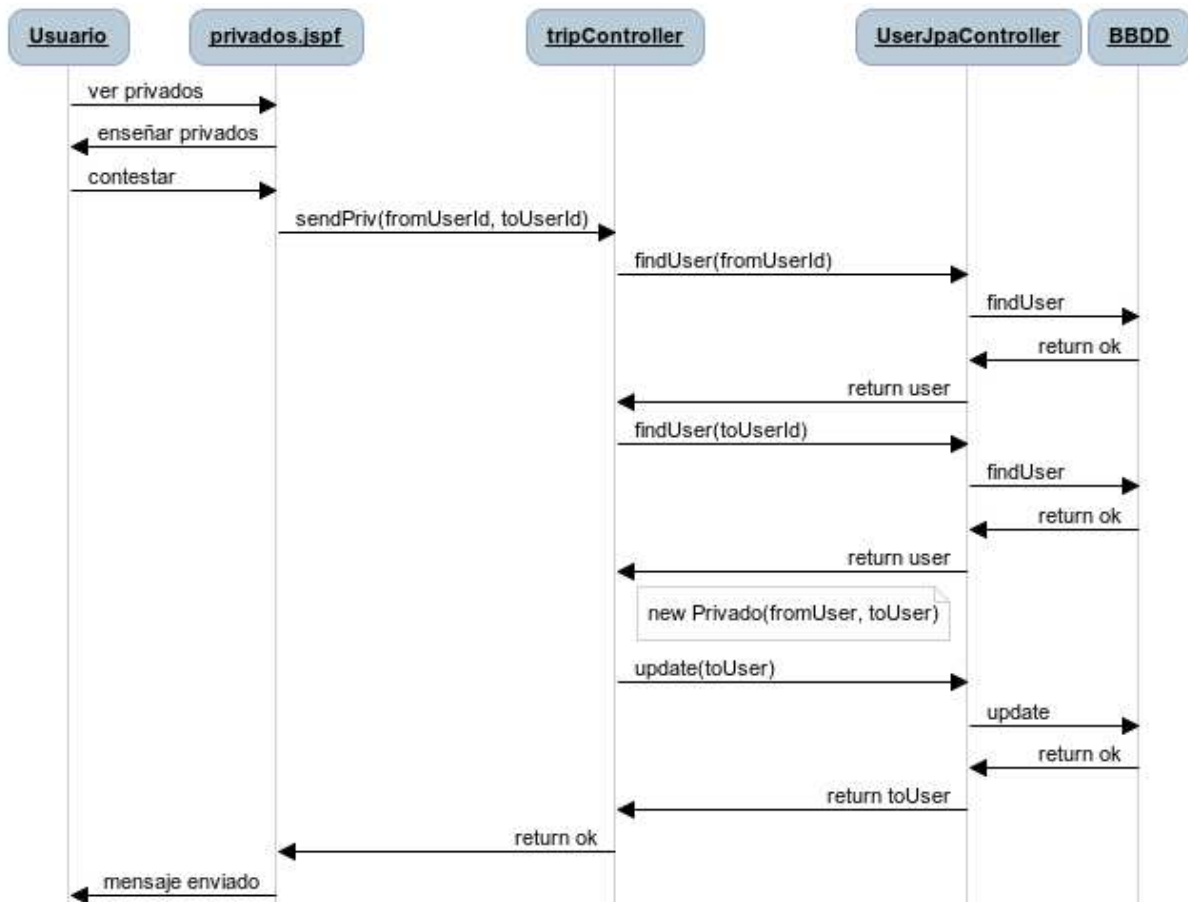 Usuario
privados.jspf
tripController
UserJpaController
BBDD
ver privados
enseñar privados
contestar
sendPriv(fromUserId, toUserId)
findUser(fromUserId)
findUser
return ok
return user
findUser(toUserId)
findUser
return ok
return user
new Privado(fromUser, toUser)
update(toUser)
update
return ok
return toUser
return ok
mensaje enviado